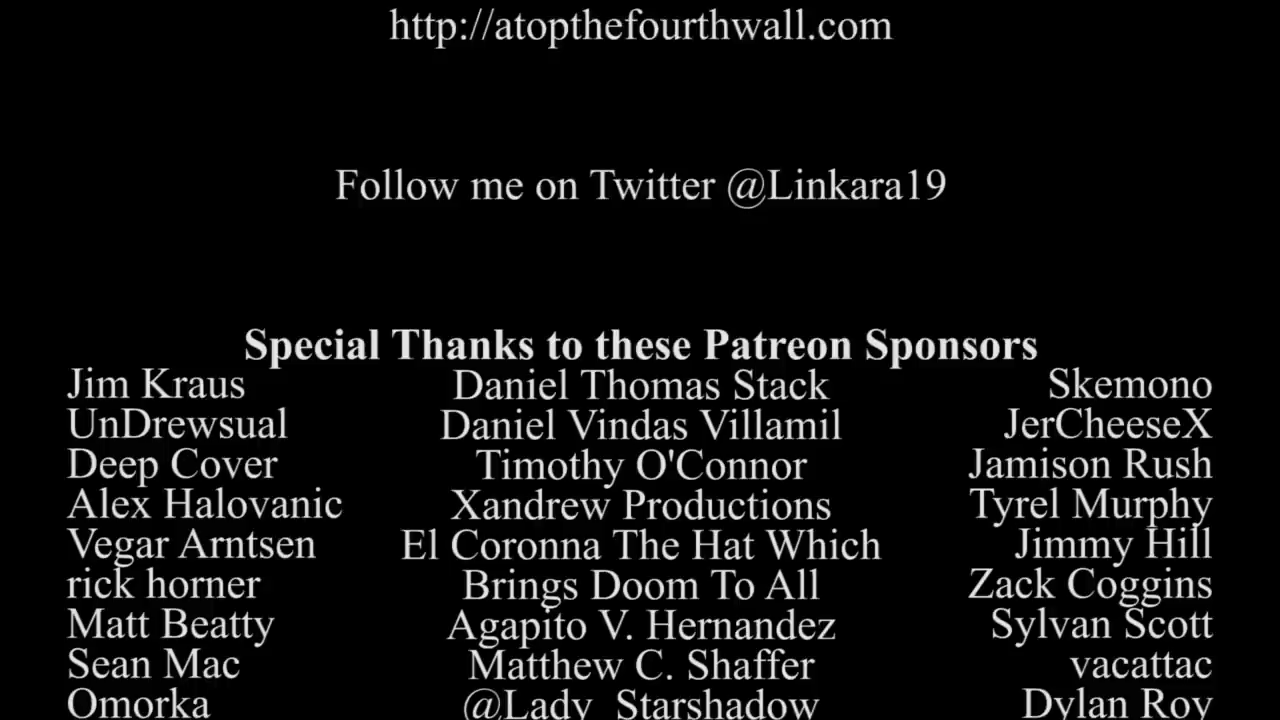 http://atopthefourthwall.com
Follow me on Twitter @Linkara19
Special Thanks to these Patreon Sponsors
Jim Kraus
UnDrewsual
Deep Cover
Alex Halovanic
Vegar Arntsen
rick horner
Matt Beatty
Sean Mac
Omorka
Daniel Thomas Stack
Daniel Vindas Villamil
Timothy O'Connor
Xandrew Productions
El Coronna The Hat Which
Brings Doom To All
Agapito V. Hernandez
Matthew C. Shaffer
@Lady_Starshadow
Skemono
JerCheeseX
Jamison Rush
Tyrel Murphy
Jimmy Hill
Zack Coggins
Sylvan Scott
vacattac
Dylan Roy